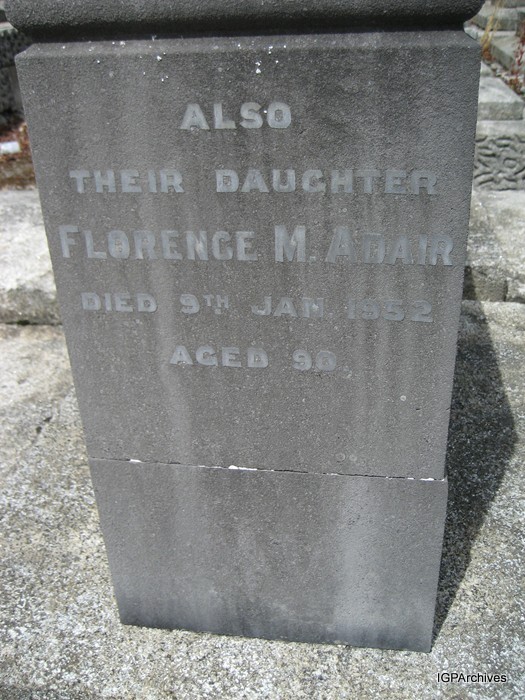 ALSO
THEIR DAUGHTER
FLORENCE M. ADAIR
DIED 9TH JAN. 1952
AGED 90
IGPArchives